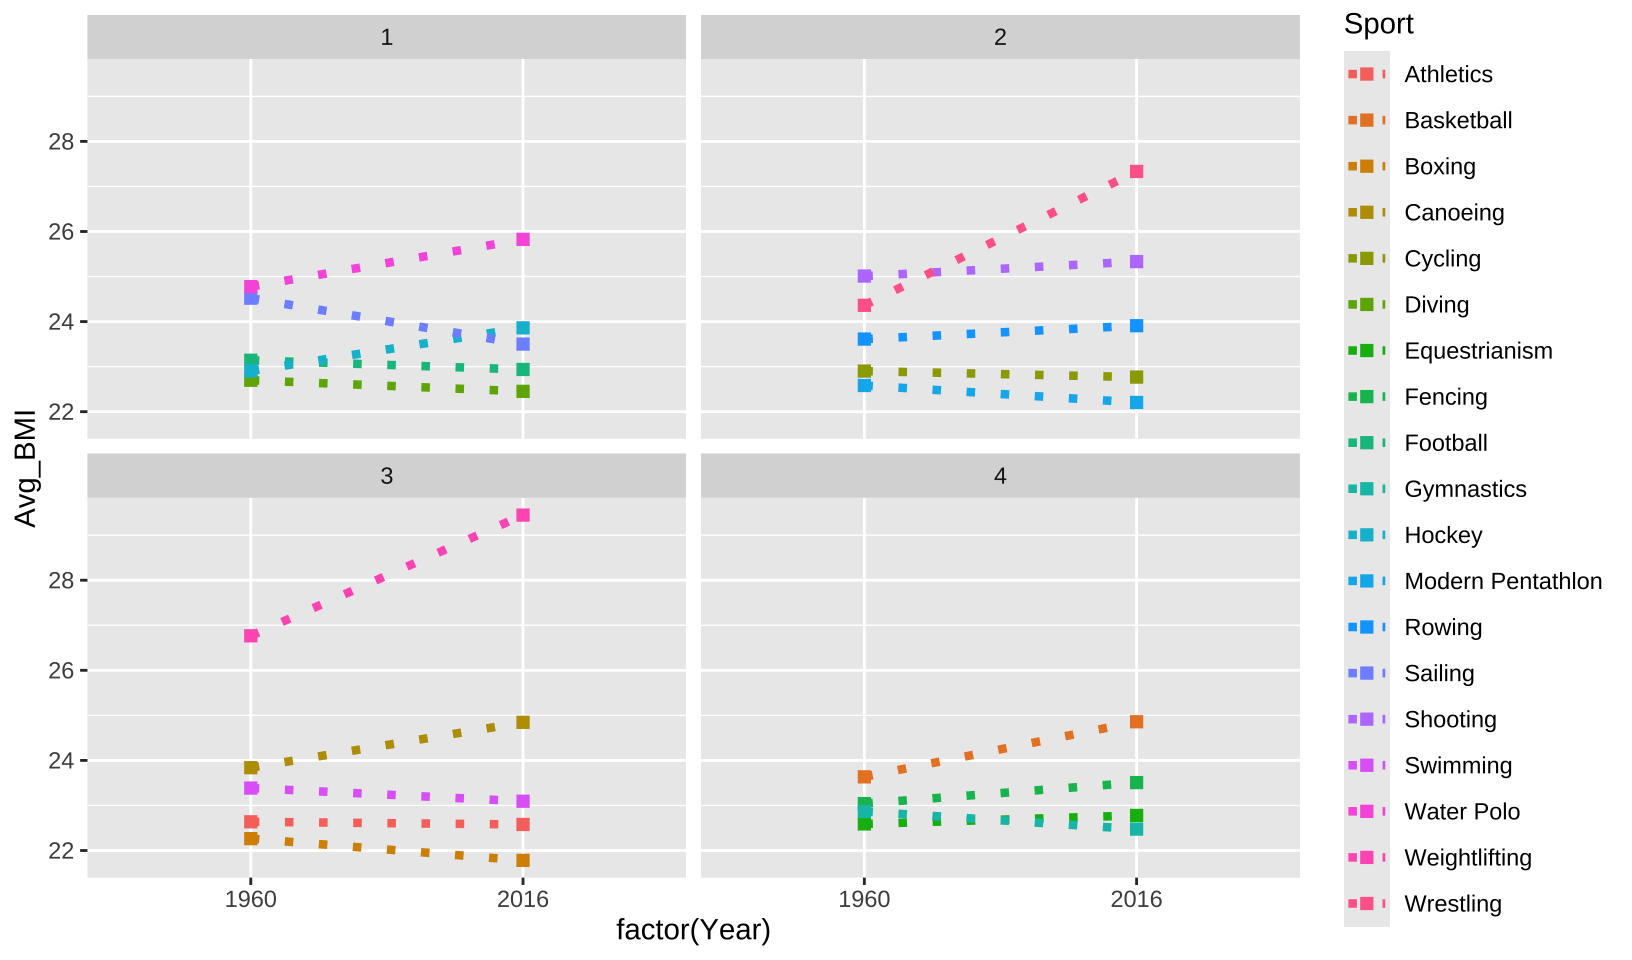 1
2
28
26
24
22
3
4
28
26
24
22
1960
2016
1960
2016
factor(Year)
Avg_BMI
Sport
Athletics
Basketball
Boxing
Canoeing
Cycling
Diving
Equestrianism
Fencing
Football
Gymnastics
Hockey
Modern Pentathlon
Rowing
Sailing
Shooting
Swimming
Water Polo
Weightlifting
Wrestling